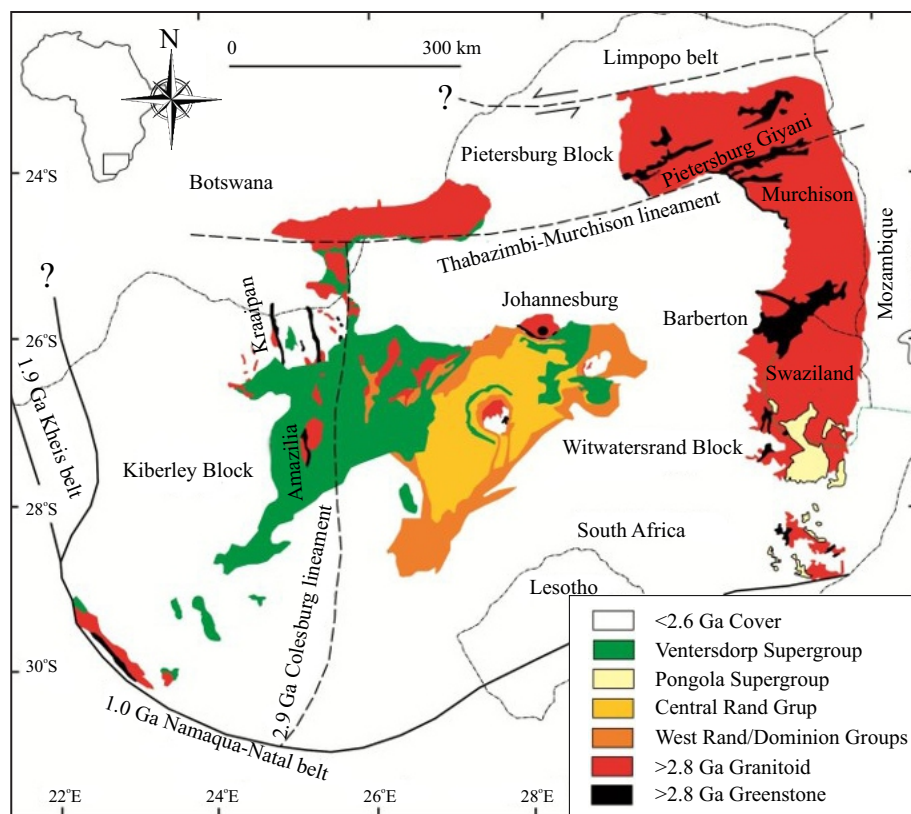 N
0 300 km
Limpopo belt
?
Pietersburg Block
Pietersburg Giyani
24°S
Botswana
Murchison
Thabazimbi-Murchison lineament
Mozambique
?
Kraaipan
Johannesburg
26°S
Barberton
1.9 Ga Kheis belt
Swaziland
Kiberley Block
Amazilia
Witwatersrand Block
28°S
South Africa
2.9 Ga Colesburg lineament
Lesotho
<2.6 Ga Cover
Ventersdorp Supergroup
30°S
Pongola Supergroup
1.0 Ga Namaqua-Natal belt
Central Rand Grup
West Rand/Dominion Groups
>2.8 Ga Granitoid
>2.8 Ga Greenstone
22°E 24°E 26°E 28°E